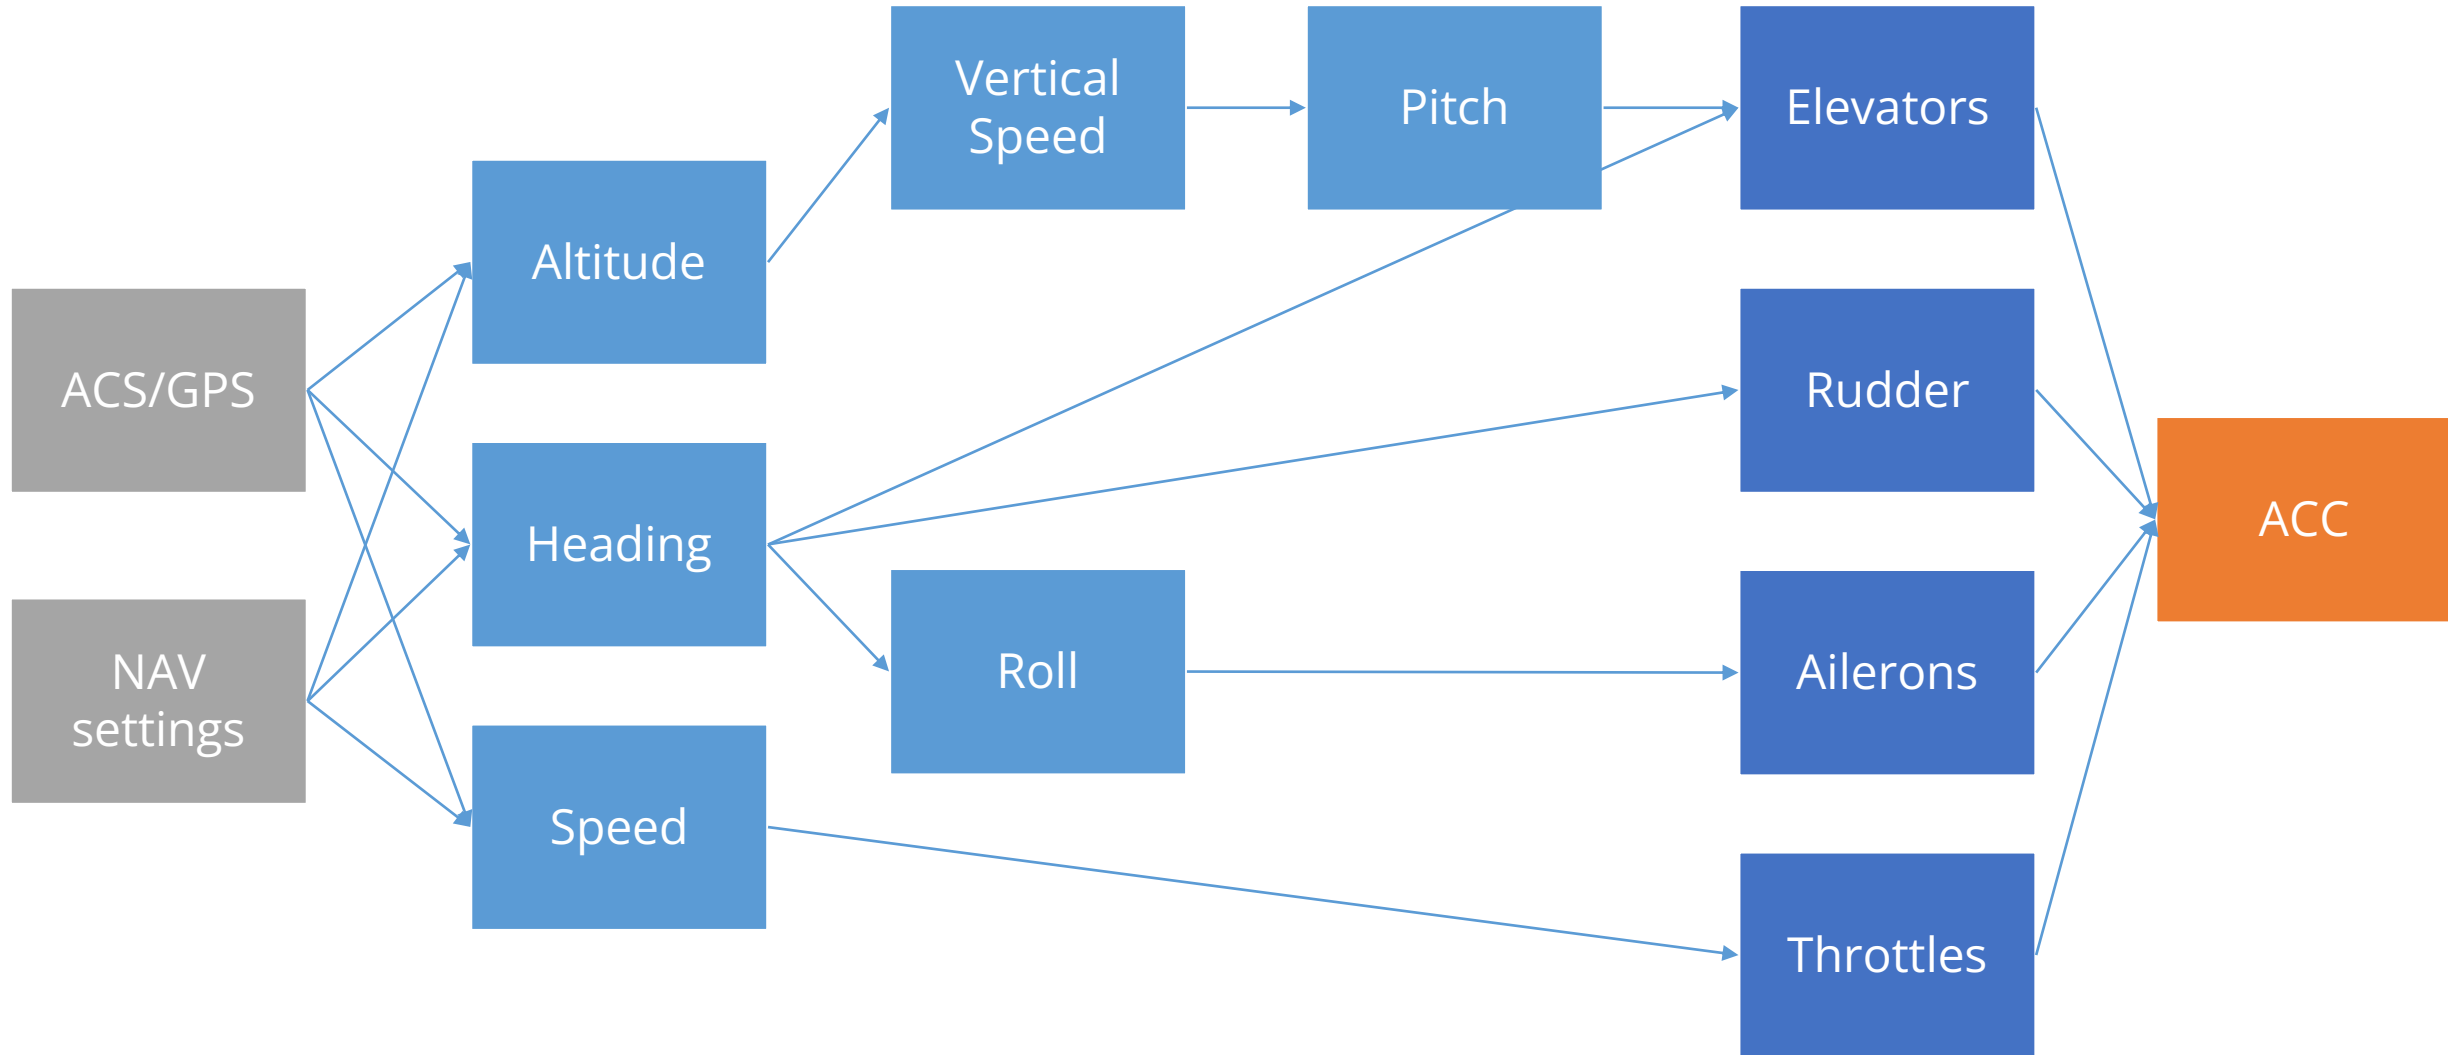 Vertical
Speed
Pitch
Elevators
Altitude
ACS/GPS
Rudder
Heading
ACC
NAV
settings
Roll
Ailerons
Speed
Throttles